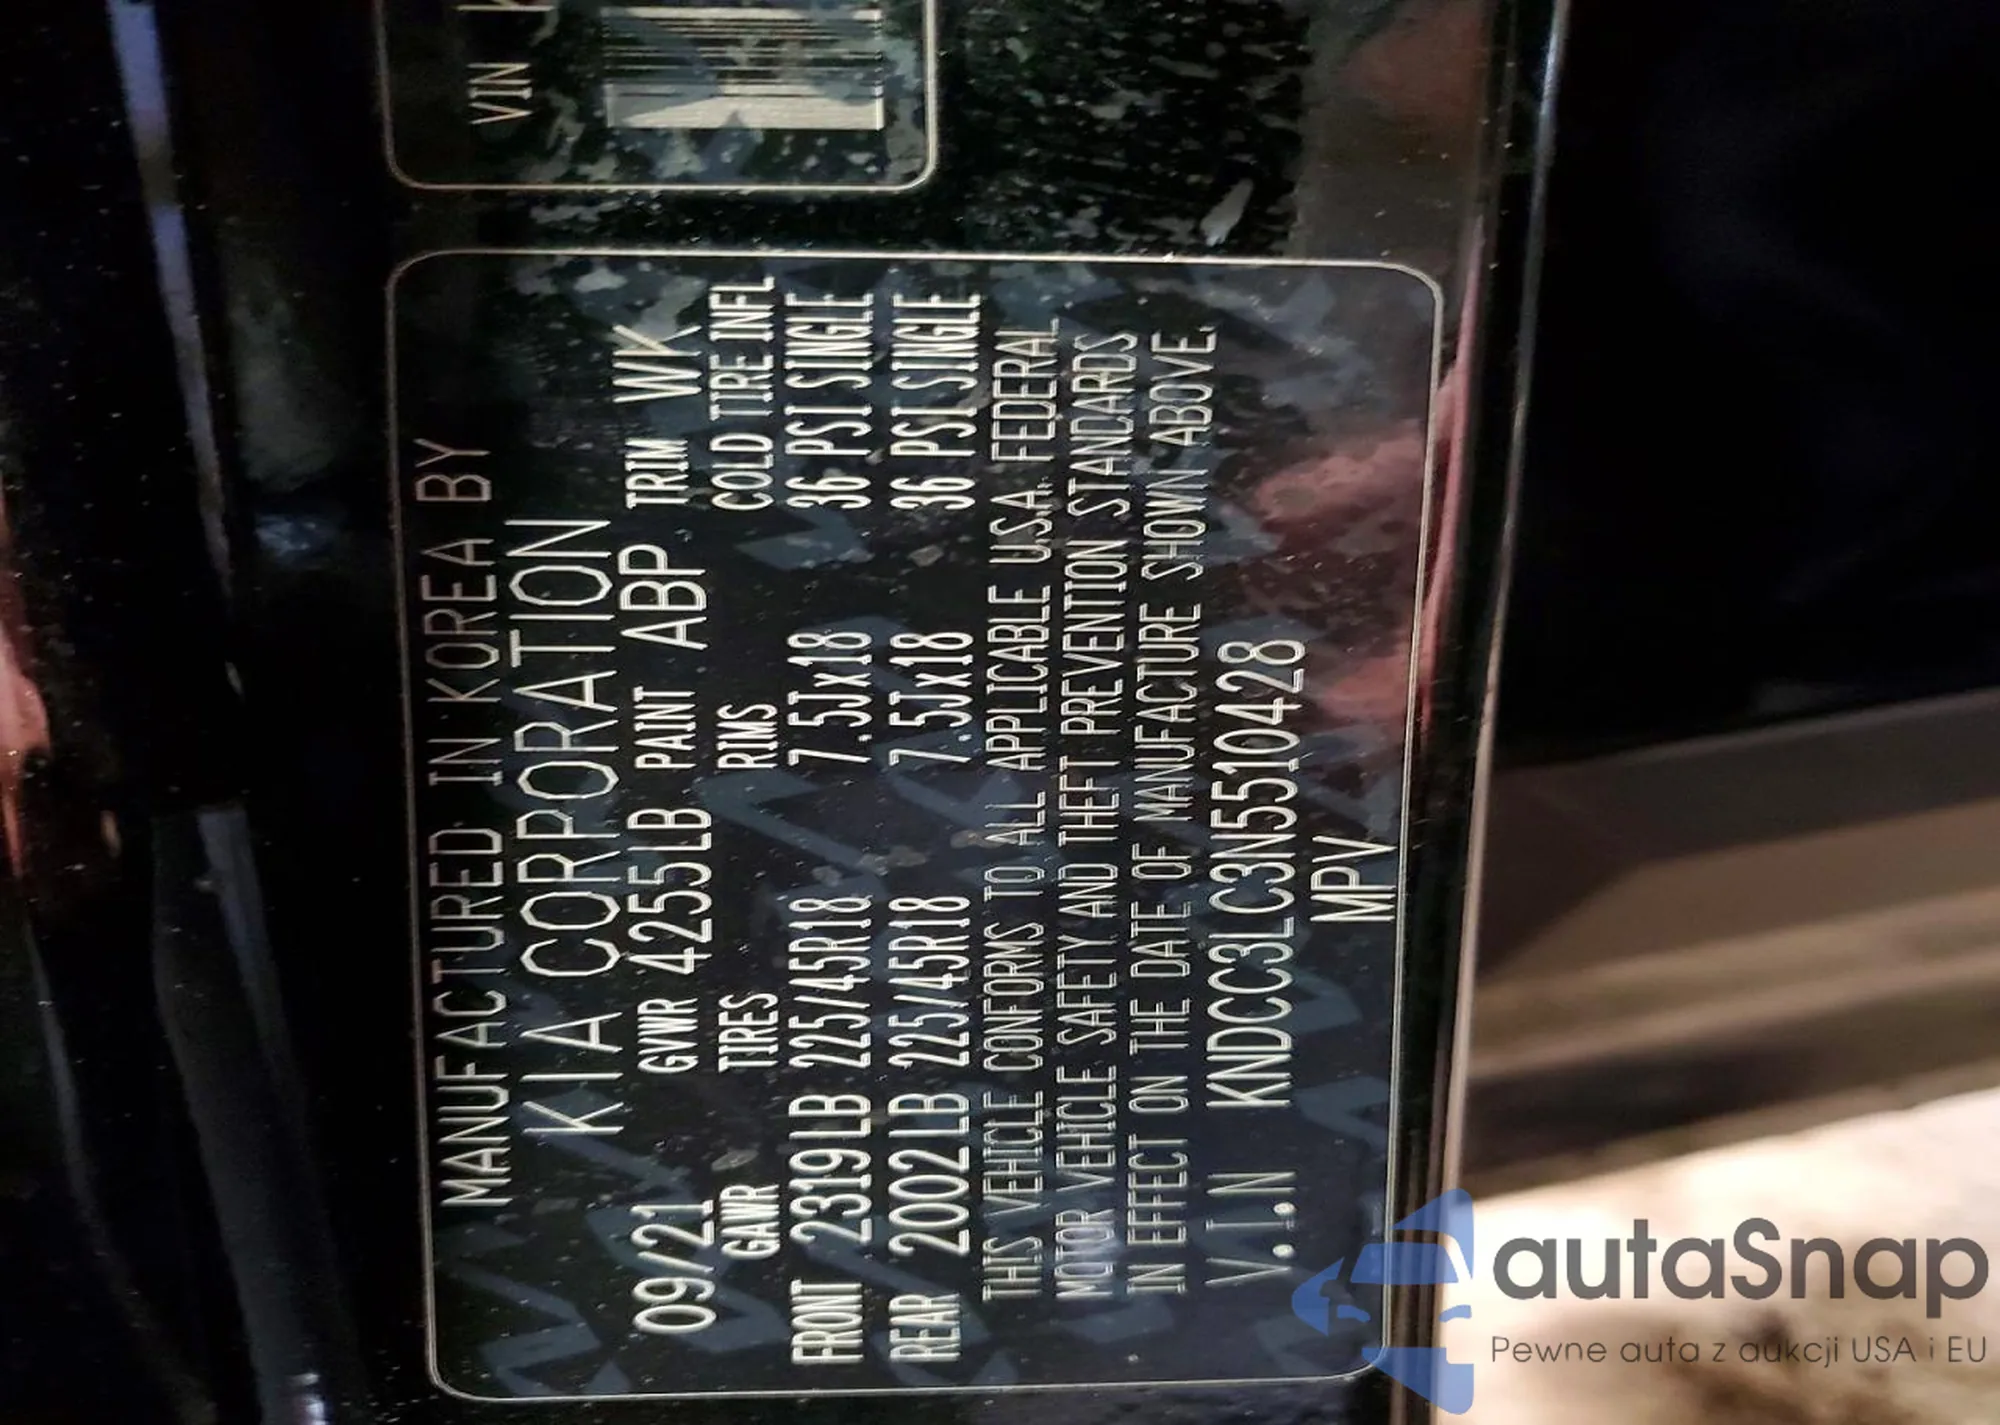 MANUFACTURED IN KOREA BY
KIA CORPORATION
09/21 GVWR 4255LB PAINT ABP TRIM WK
GAWR TIRES RIMS COLD TIRE INFL
FRONT 2319LB 225/45R18 7.5Jx18 36 PSI SINGLE
REAR 2002LB 225/45R18 7.5Jx18 36 PSI SINGLE
THIS VEHICLE CONFORMS TO ALL APPLICABLE U.S.A. FEDERAL
MOTOR VEHICLE SAFETY AND THEFT PREVENTION STANDARDS
IN EFFECT ON THE DATE OF MANUFACTURE SHOWN ABOVE.
V.I.N KNDCC3LC3N5510428
MPV
VIN K
autaSnap
Pewne auta z aukcji USA i EU